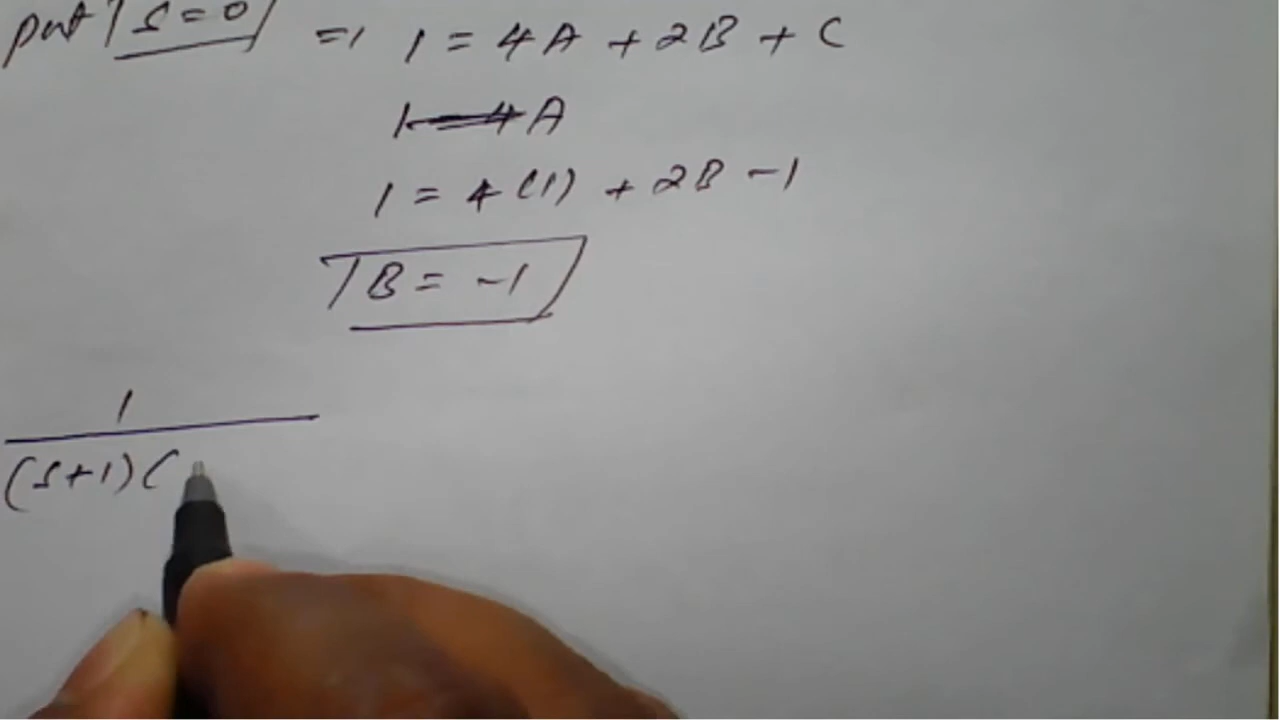 put s = 0 ⇒ 1 = 4A + 2B + C
1 = 4A
1 = 4(1) + 2B - 1
B = -1
1
(s+1)(